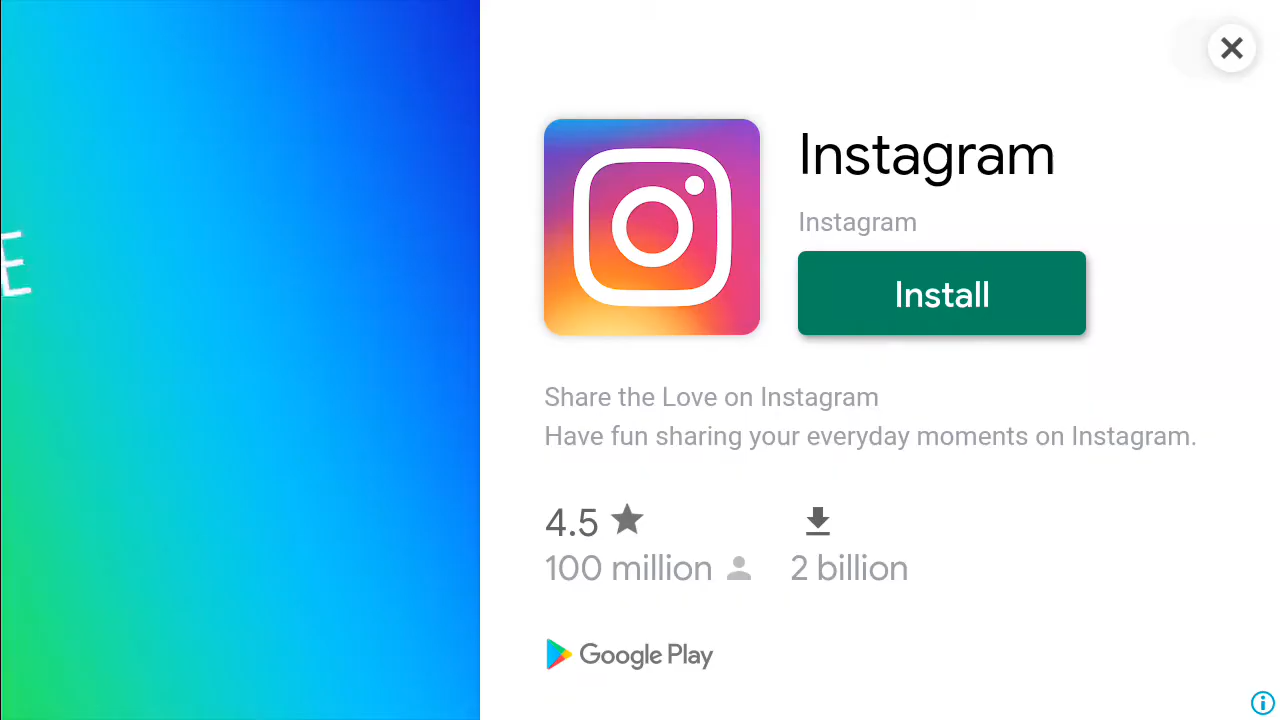 E
Instagram
Instagram
Install
Share the Love on Instagram
Have fun sharing your everyday moments on Instagram.
4.5
100 million
2 billion
Google Play